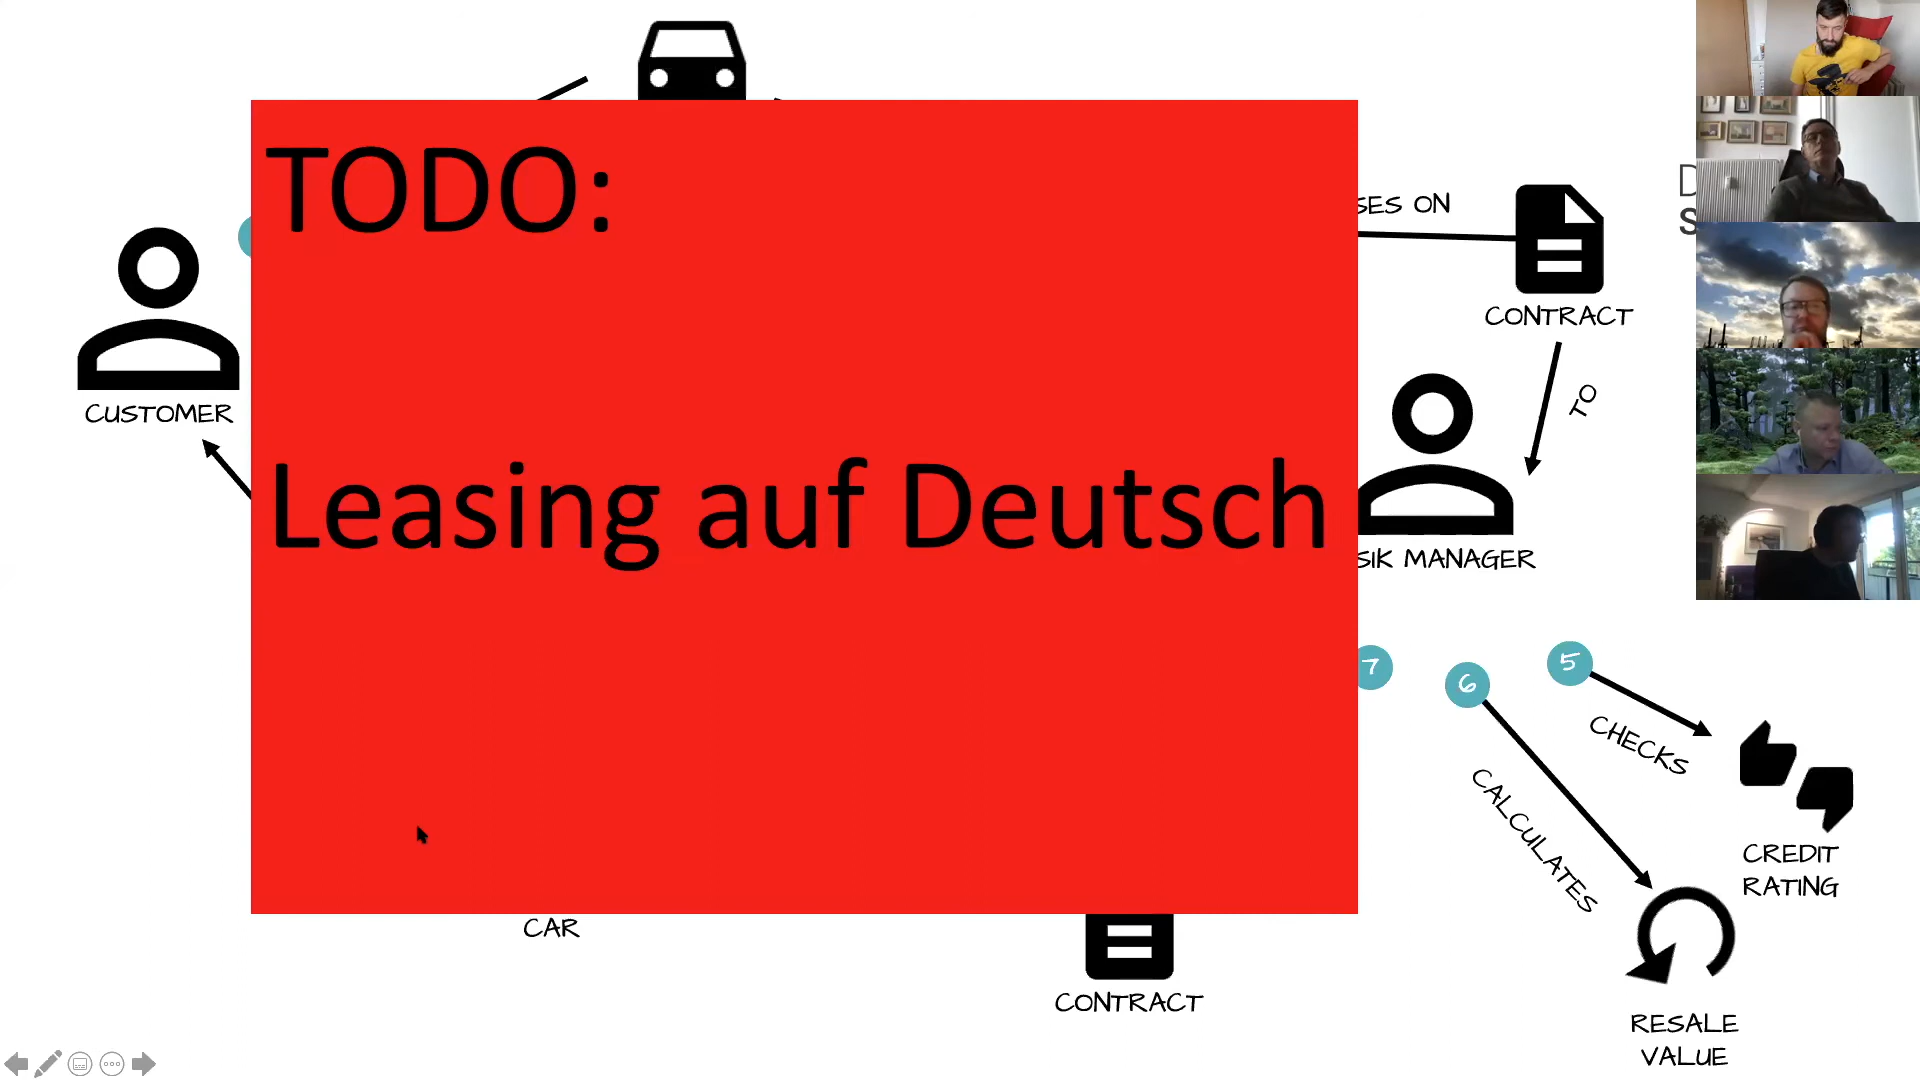 TODO:
Leasing auf Deutsch
SES ON
CONTRACT
D
S
CUSTOMER
TO
SIK MANAGER
7
6
5
CHECKS
CALCULATES
CREDIT
RATING
CAR
CONTRACT
RESALE
VALUE